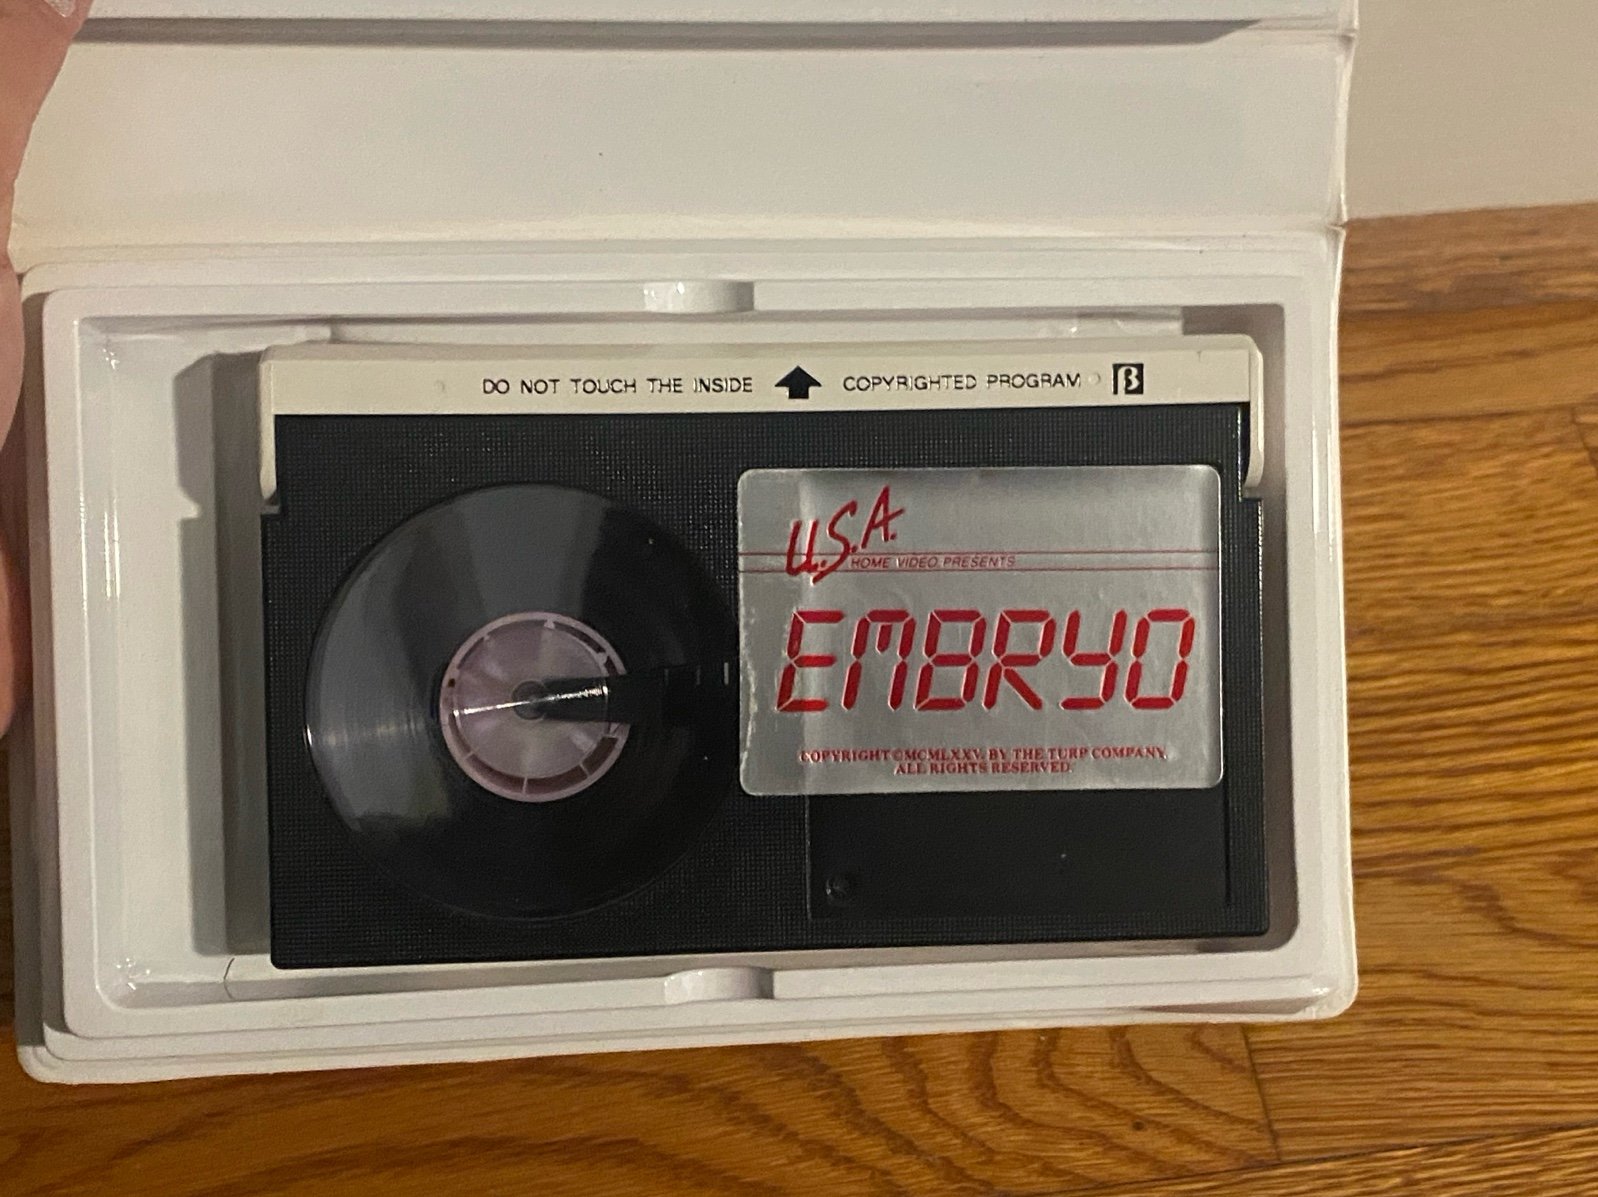 DO NOT TOUCH THE INSIDE COPYRIGHTED PROGRAM β
U.S.A.
HOME VIDEO PRESENTS
EMBRYO
COPYRIGHT © MCMLXXV. BY THE TURP COMPANY.
ALL RIGHTS RESERVED.